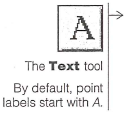 A
The Text tool
By default, point
labels start with A.